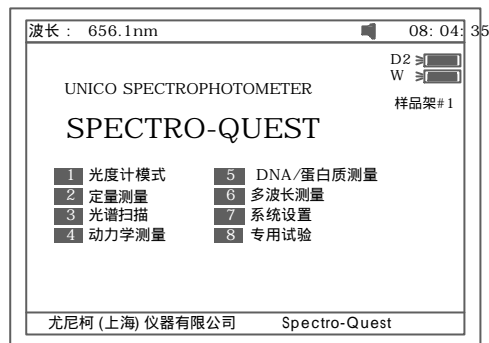 波长： 656.1nm 08: 04: 35
D2
W
样品架#1
UNICO SPECTROPHOTOMETER
SPECTRO-QUEST
1 光度计模式 5 DNA/蛋白质测量
2 定量测量 6 多波长测量
3 光谱扫描 7 系统设置
4 动力学测量 8 专用试验
尤尼柯 (上海) 仪器有限公司 Spectro-Quest